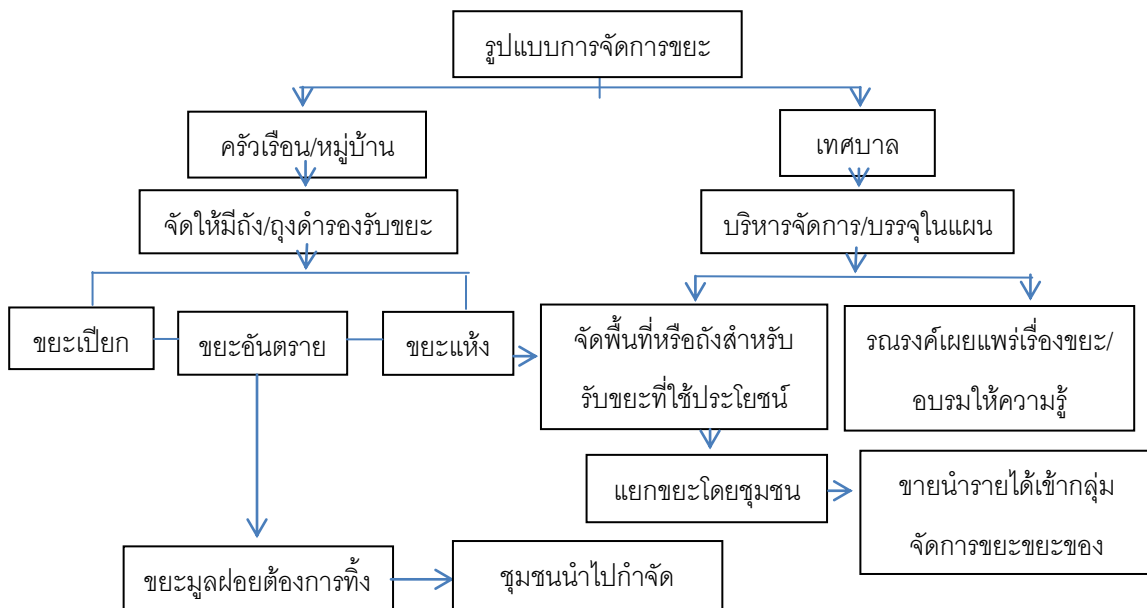 รูปแบบการจัดการขยะ
ครัวเรือน/หมู่บ้าน
เทศบาล
จัดให้มีถัง/ถุงดำรองรับขยะ
บริหารจัดการ/บรรจุในแผน
ขยะเปียก
ขยะอันตราย
ขยะแห้ง
จัดพื้นที่หรือถังสำหรับ
รับขยะที่ใช้ประโยชน์
รณรงค์เผยแพร่เรื่องขยะ/
อบรมให้ความรู้
แยกขยะโดยชุมชน
ขายนำรายได้เข้ากลุ่ม
จัดการขยะขยะของ
ขยะมูลฝอยต้องการทิ้ง
ชุมชนนำไปกำจัด